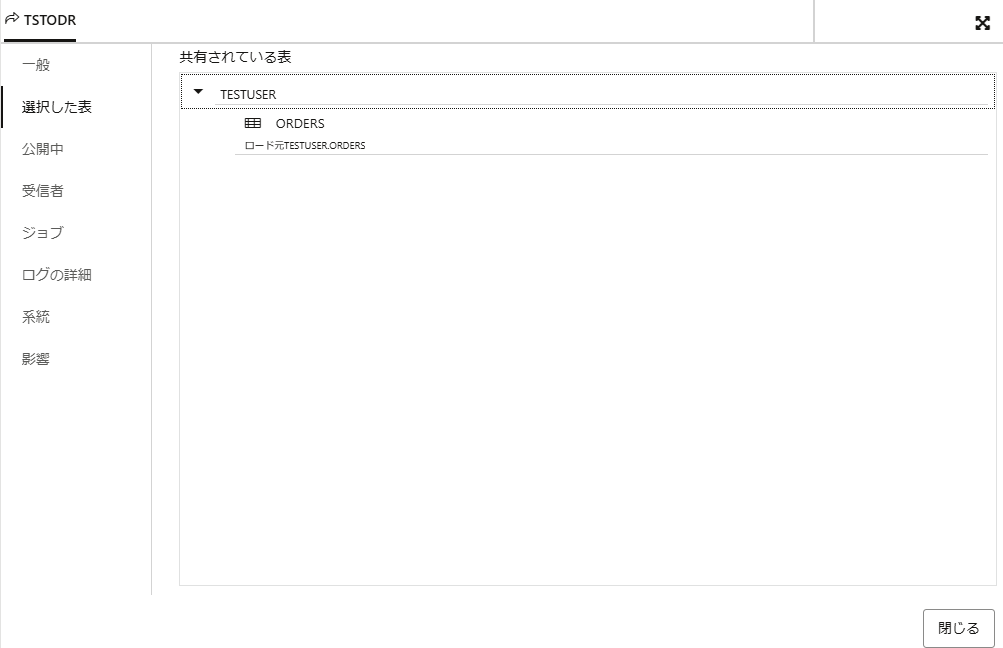 TSTODR
一般
選択した表
公開中
受信者
ジョブ
ログの詳細
系統
影響
共有されている表
TESTUSER
ORDERS
ロード元TESTUSER.ORDERS
閉じる